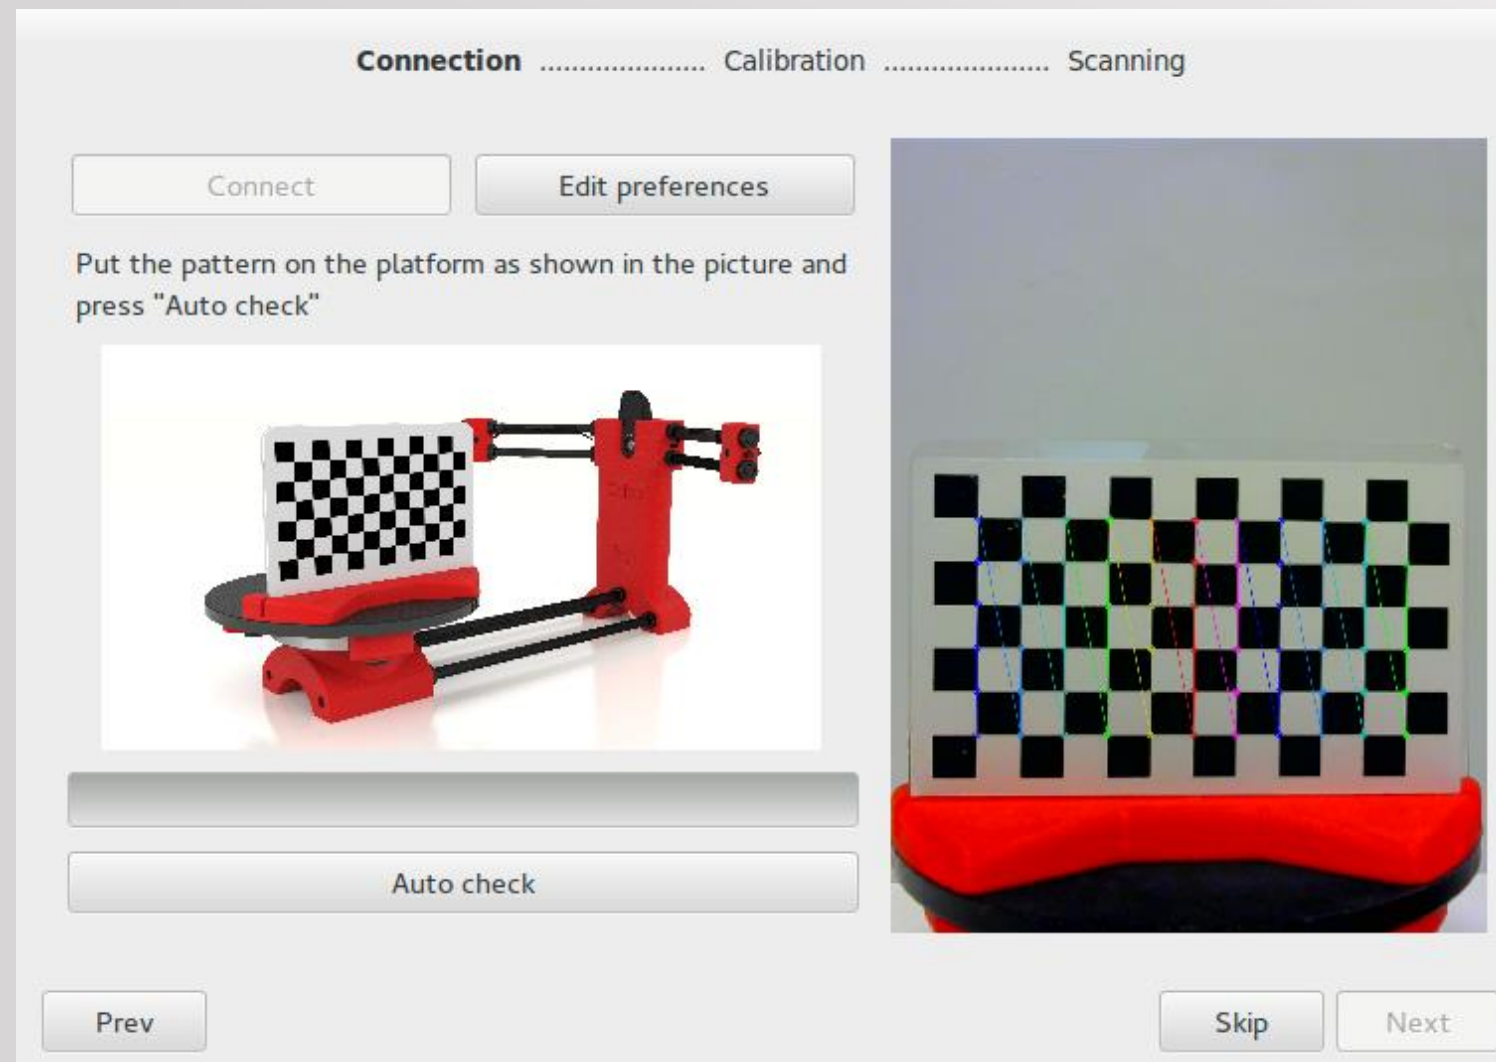 Connection ..................... Calibration ..................... Scanning
Connect
Edit preferences
Put the pattern on the platform as shown in the picture and
press "Auto check"
Auto check
Prev
Skip
Next